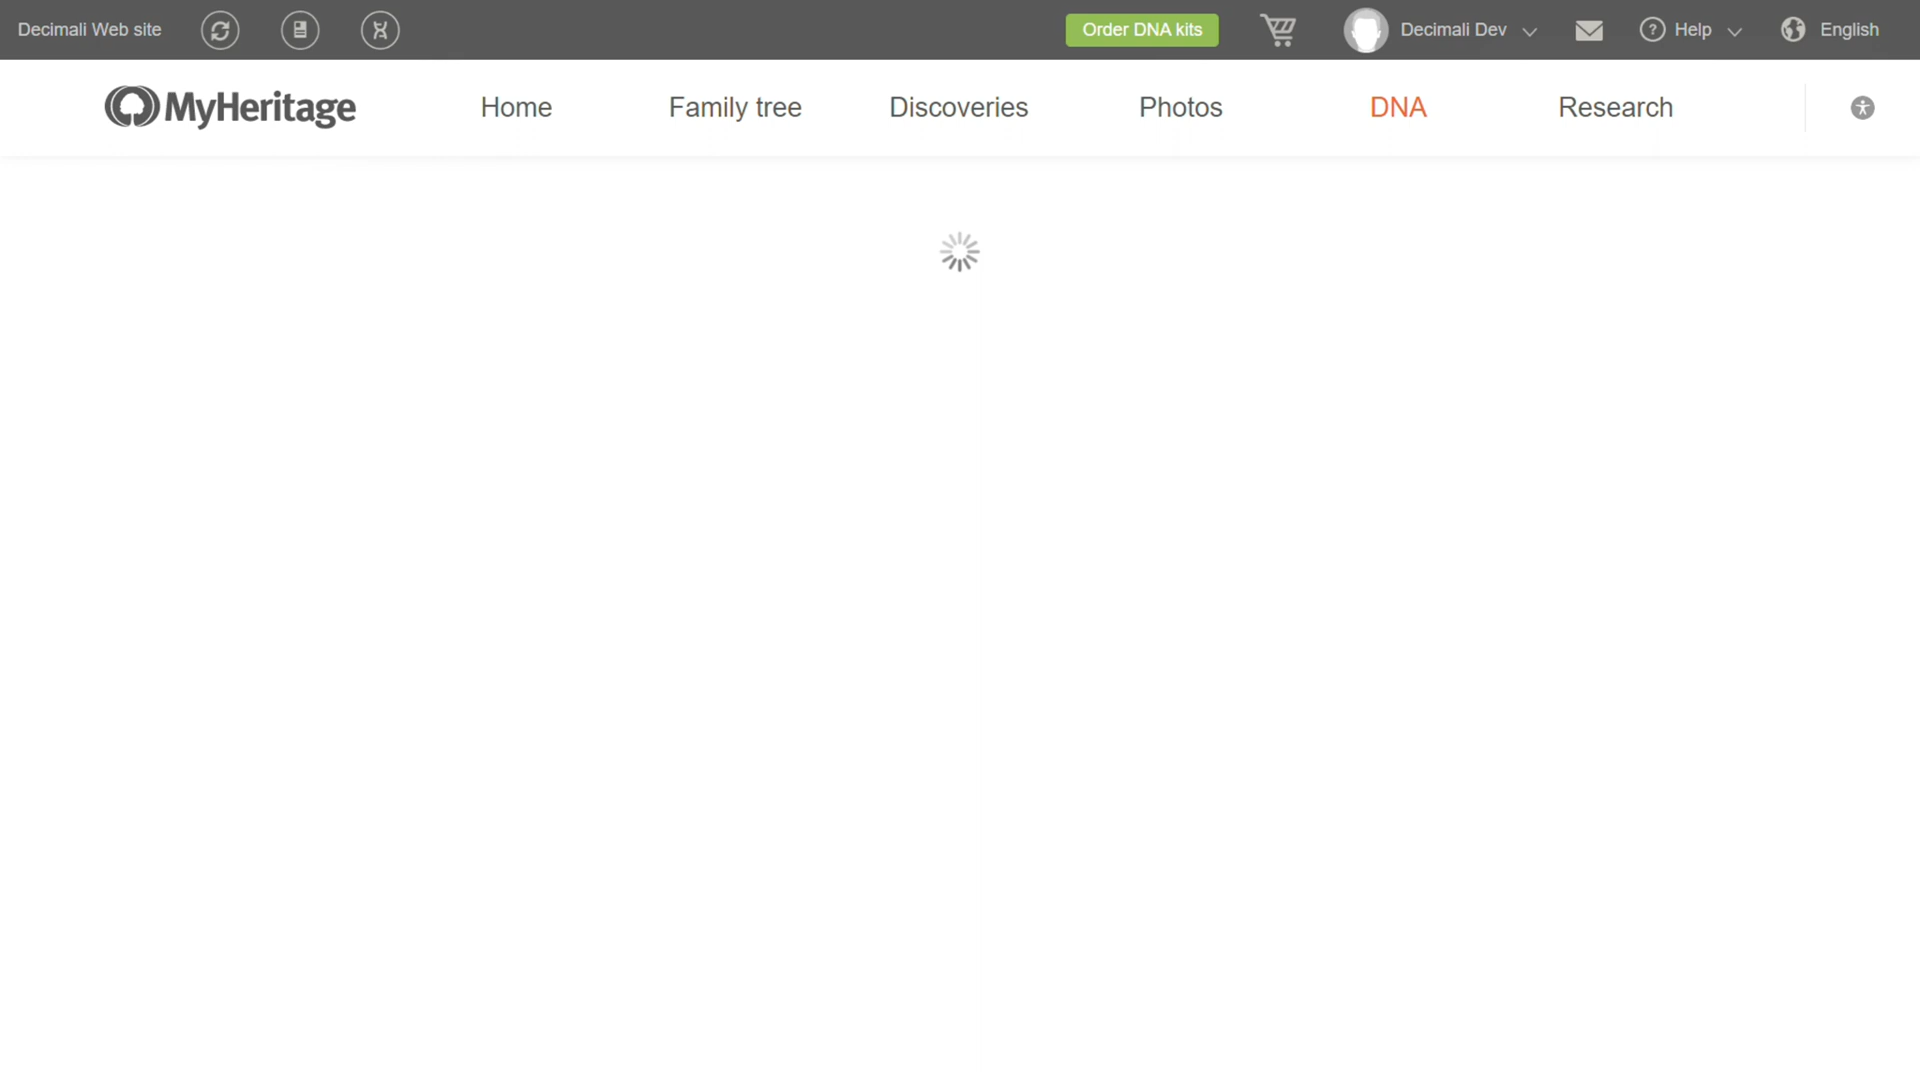 Decimali Web site
Order DNA kits
Decimali Dev
? Help
English
MyHeritage
Home
Family tree
Discoveries
Photos
DNA
Research